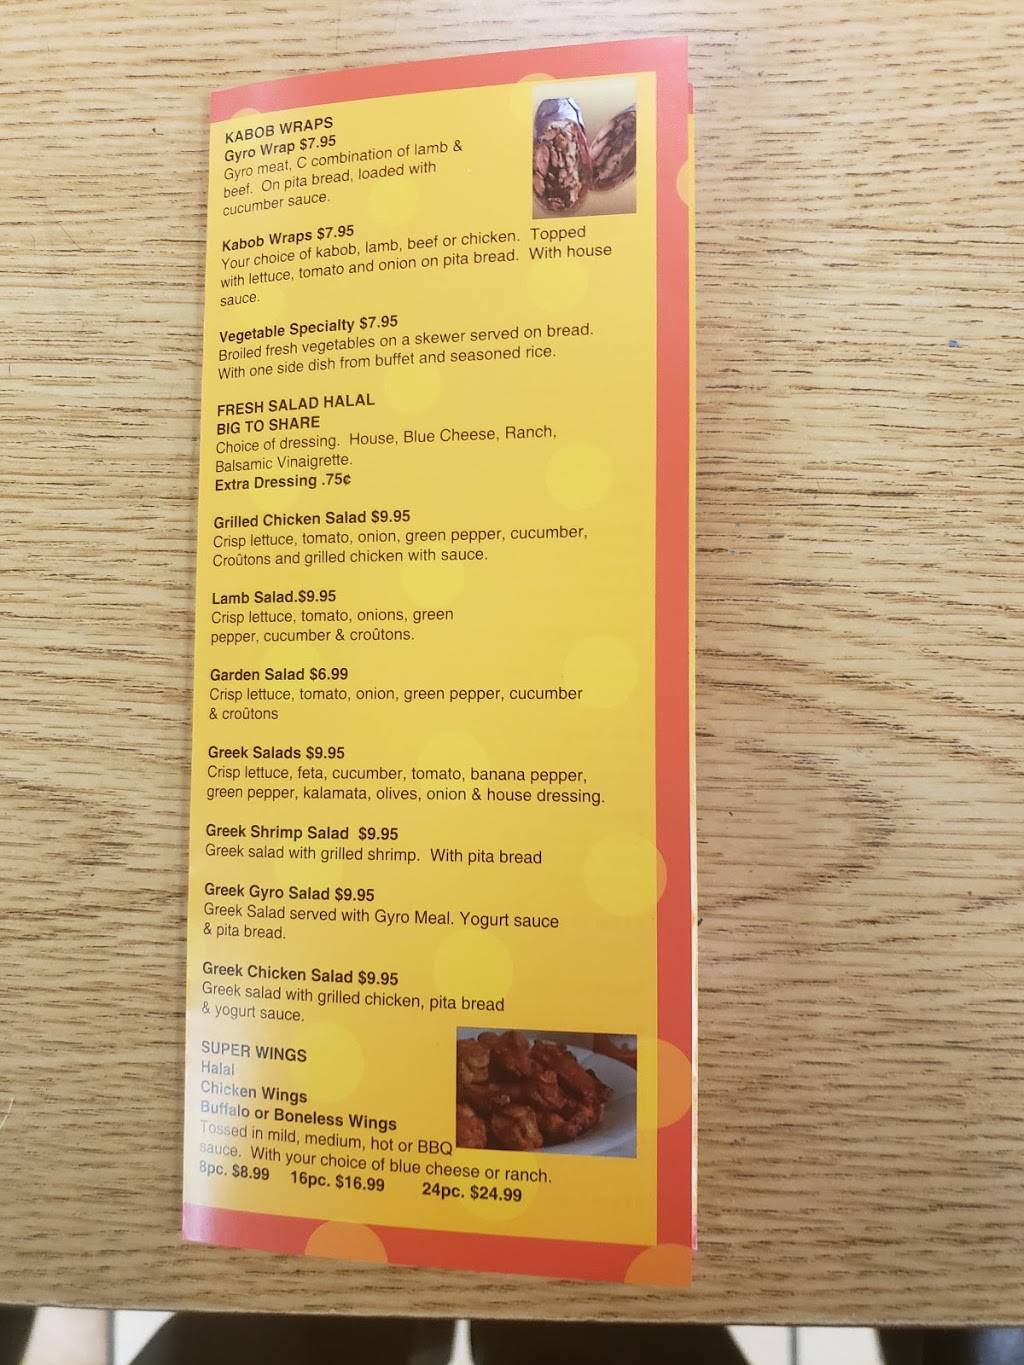 KABOB WRAPS
Gyro Wrap $7.95
Gyro meat, C combination of lamb &
beef. On pita bread, loaded with
cucumber sauce.
Kabob Wraps $7.95
Your choice of kabob, lamb, beef or chicken. Topped
with lettuce, tomato and onion on pita bread. With house
sauce.
Vegetable Specialty $7.95
Broiled fresh vegetables on a skewer served on bread.
With one side dish from buffet and seasoned rice.
FRESH SALAD HALAL
BIG TO SHARE
Choice of dressing. House, Blue Cheese, Ranch,
Balsamic Vinaigrette.
Extra Dressing .75¢
Grilled Chicken Salad $9.95
Crisp lettuce, tomato, onion, green pepper, cucumber,
Croûtons and grilled chicken with sauce.
Lamb Salad.$9.95
Crisp lettuce, tomato, onions, green
pepper, cucumber & croûtons.
Garden Salad $6.99
Crisp lettuce, tomato, onion, green pepper, cucumber
& croûtons
Greek Salads $9.95
Crisp lettuce, feta, cucumber, tomato, banana pepper,
green pepper, kalamata, olives, onion & house dressing.
Greek Shrimp Salad $9.95
Greek salad with grilled shrimp. With pita bread
Greek Gyro Salad $9.95
Greek Salad served with Gyro Meal. Yogurt sauce
& pita bread.
Greek Chicken Salad $9.95
Greek salad with grilled chicken, pita bread
& yogurt sauce.
SUPER WINGS
Halal
Chicken Wings
Buffalo or Boneless Wings
Tossed in mild, medium, hot or BBQ
sauce. With your choice of blue cheese or ranch.
8pc. $8.99 16pc. $16.99 24pc. $24.99